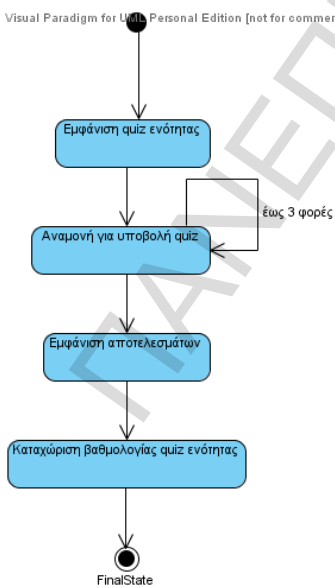 Visual Paradigm for UML Personal Edition [not for commer
Εμφάνιση quiz ενότητας
έως 3 φορές
Αναμονή για υποβολή quiz
Εμφάνιση αποτελεσμάτων
Καταχώριση βαθμολογίας quiz ενότητας
FinalState